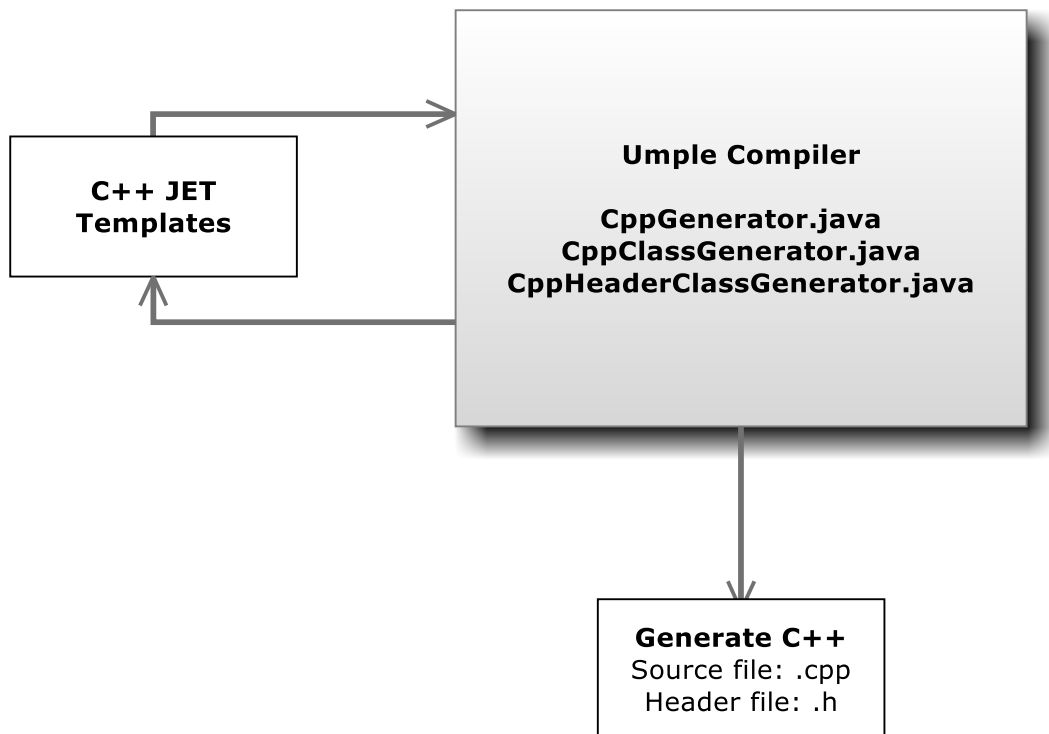 C++ JET
Templates
Umple Compiler
CppGenerator.java
CppClassGenerator.java
CppHeaderClassGenerator.java
Generate C++
Source file: .cpp
Header file: .h